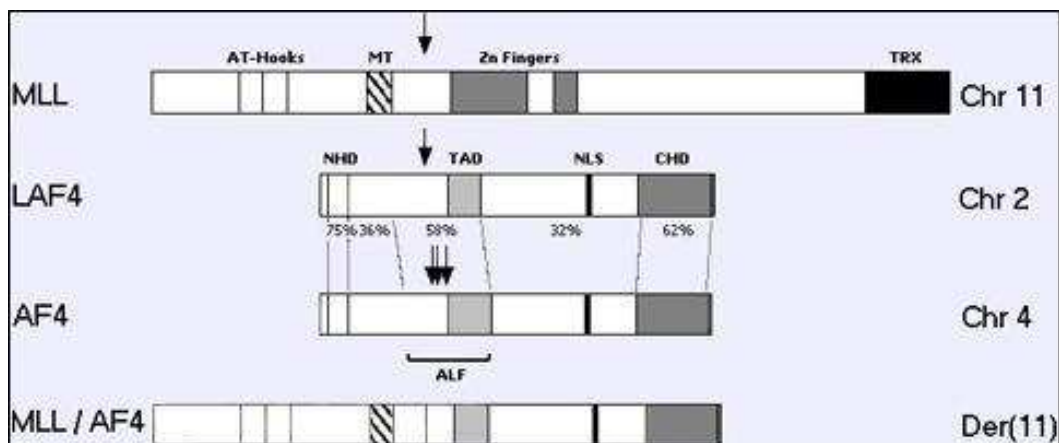 AT-Hooks MT Zn Fingers TRX
MLL Chr 11
NHD TAD NLS CHD
LAF4 Chr 2
75% 36% 58% 32% 62%
AF4 Chr 4
ALF
MLL / AF4 Der(11)